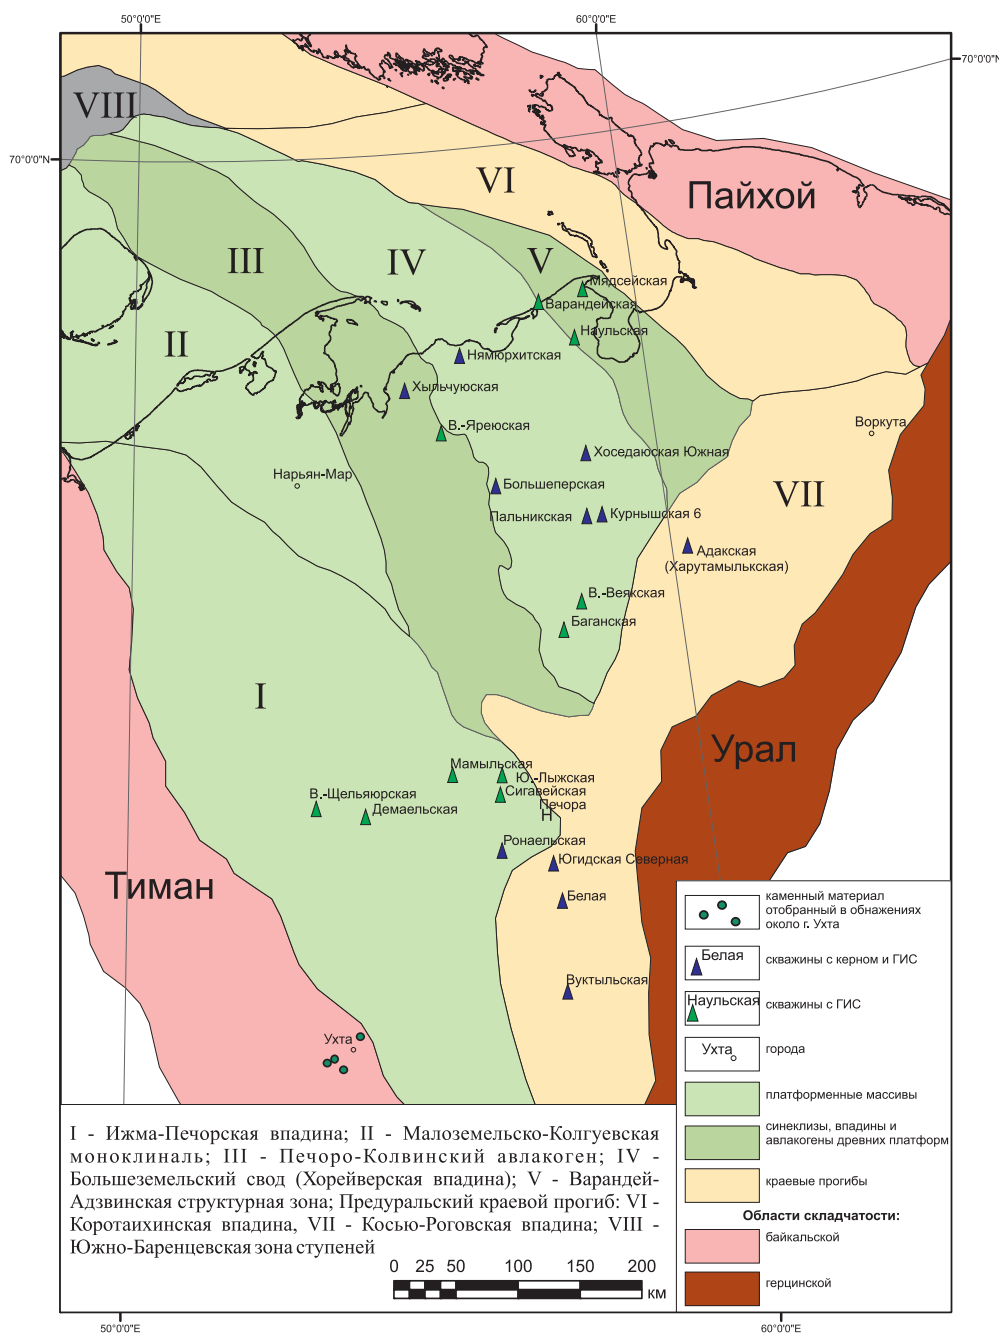 50°0'0"E
60°0'0"E
70°0'0"N
VIII
70°0'0"N
VI
Пайхой
III
IV
V
Мядсейская
Варандейская
II
Наульская
Нямюрхитская
Хыльчуюская
В.-Яреюская
Воркута
Хоседаюская Южная
Нарьян-Мар
Большеперская
VII
Пальникская
Курнышская 6
Адакская
(Харутамылькская)
В.-Веякская
Баганская
I
Урал
Мамыльская
Ю.-Лыжская
В.-Щельяюрская
Сигавейская
Печора
Демаельская
Н
Ронаельская
Югидская Северная
Тиман
Белая
Вуктыльская
Ухта
каменный материал
отобранный в обнажениях
около г. Ухта
Белая
скважины с керном и ГИС
Наульская
скважины с ГИС
Ухта
города
платформенные массивы
синеклизы, впадины и
авлакогены древних платформ
краевые прогибы
Области складчатости:
байкальской
герцинской
I - Ижма-Печорская впадина; II - Малоземельско-Колгуевская
моноклиналь; III - Печоро-Колвинский авлакоген; IV -
Большеземельский свод (Хорейверская впадина); V - Варандей-
Адзвинская структурная зона; Предуральский краевой прогиб: VI -
Коротаихинская впадина, VII - Косью-Роговская впадина; VIII -
Южно-Баренцевская зона ступеней
0 25 50 100 150 200
км
50°0'0"E
60°0'0"E